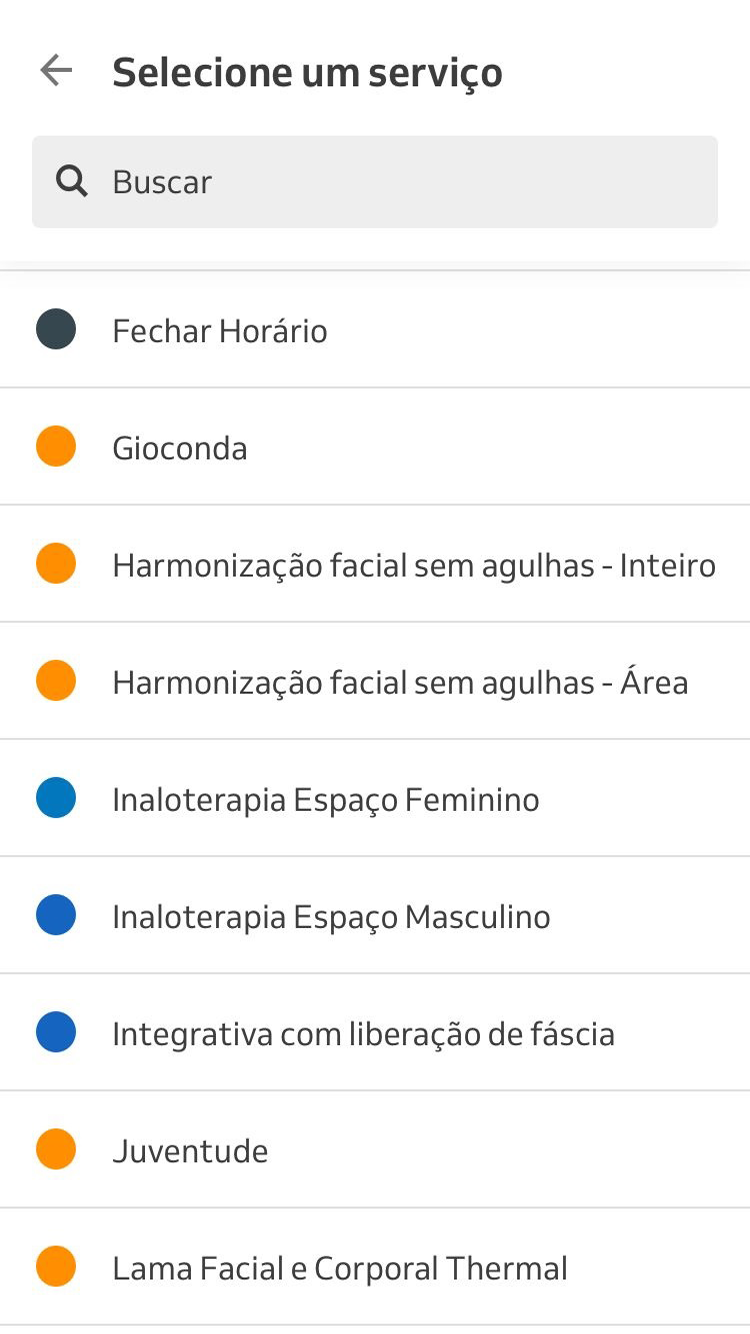 Selecione um serviço
Buscar
Fechar Horário
Gioconda
Harmonização facial sem agulhas - Inteiro
Harmonização facial sem agulhas - Área
Inaloterapia Espaço Feminino
Inaloterapia Espaço Masculino
Integrativa com liberação de fáscia
Juventude
Lama Facial e Corporal Thermal